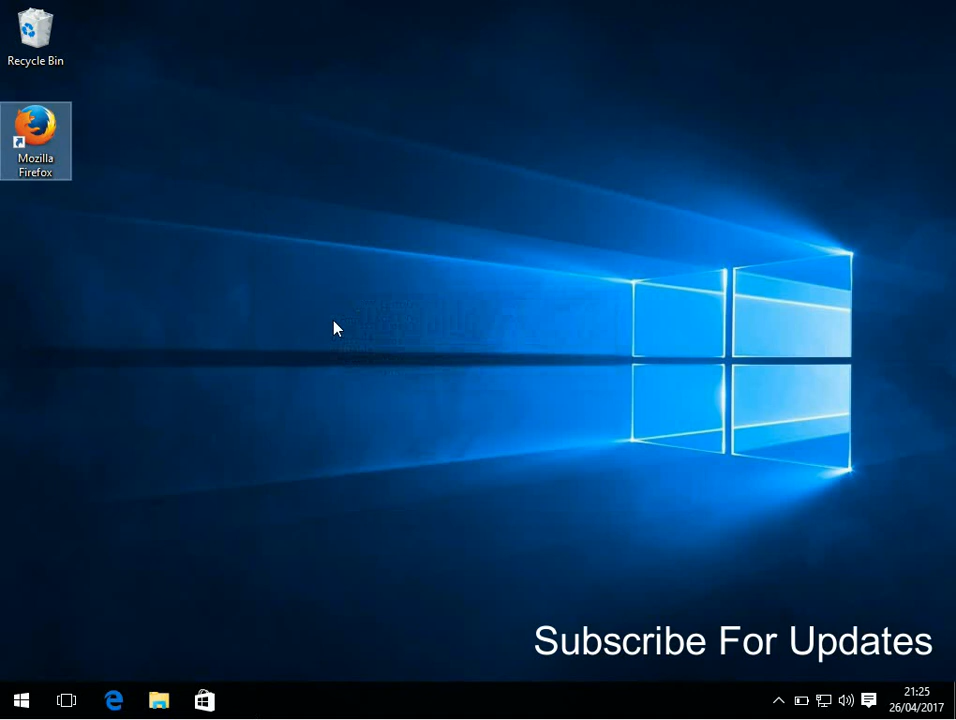 Recycle Bin
Mozilla
Firefox
Subscribe For Updates
21:25
26/04/2017